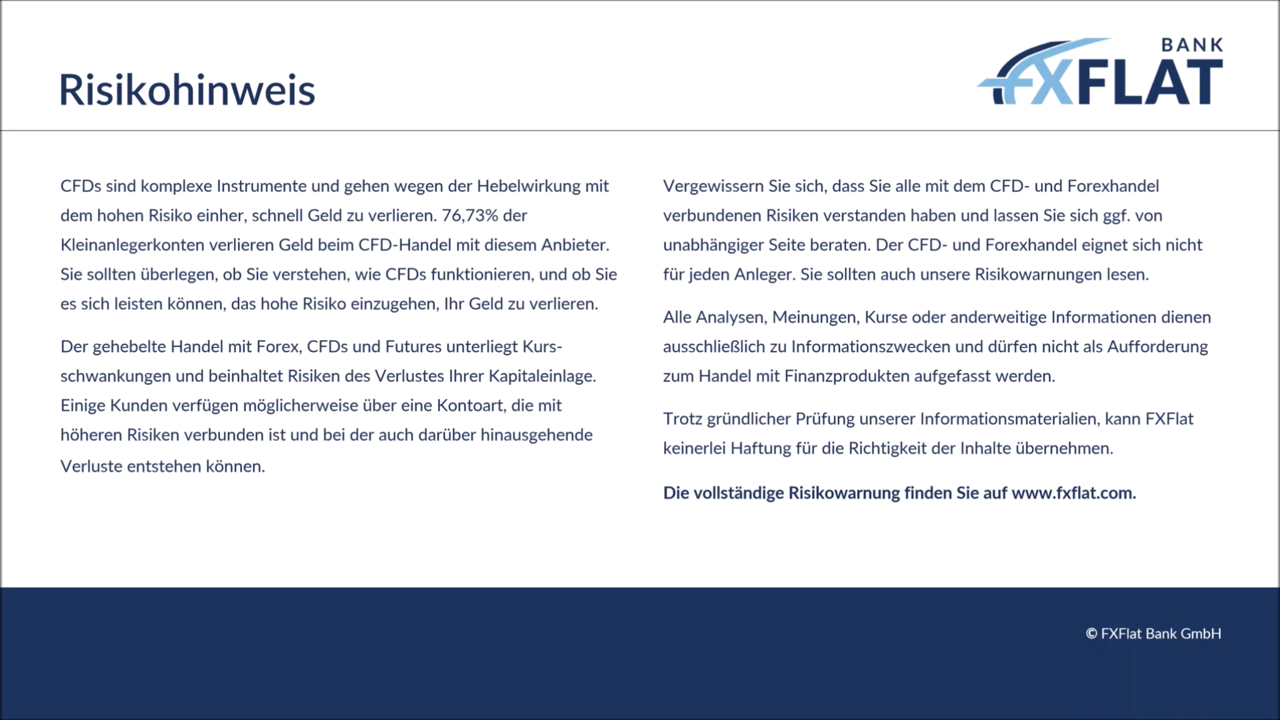 Risikohinweis
BANK
FXFLAT
CFDs sind komplexe Instrumente und gehen wegen der Hebelwirkung mit
dem hohen Risiko einher, schnell Geld zu verlieren. 76,73% der
Kleinanlegerkonten verlieren Geld beim CFD-Handel mit diesem Anbieter.
Sie sollten überlegen, ob Sie verstehen, wie CFDs funktionieren, und ob Sie
es sich leisten können, das hohe Risiko einzugehen, Ihr Geld zu verlieren.
Der gehebelte Handel mit Forex, CFDs und Futures unterliegt Kurs-
schwankungen und beinhaltet Risiken des Verlustes Ihrer Kapitaleinlage.
Einige Kunden verfügen möglicherweise über eine Kontoart, die mit
höheren Risiken verbunden ist und bei der auch darüber hinausgehende
Verluste entstehen können.
Vergewissern Sie sich, dass Sie alle mit dem CFD- und Forexhandel
verbundenen Risiken verstanden haben und lassen Sie sich ggf. von
unabhängiger Seite beraten. Der CFD- und Forexhandel eignet sich nicht
für jeden Anleger. Sie sollten auch unsere Risikowarnungen lesen.
Alle Analysen, Meinungen, Kurse oder anderweitige Informationen dienen
ausschließlich zu Informationszwecken und dürfen nicht als Aufforderung
zum Handel mit Finanzprodukten aufgefasst werden.
Trotz gründlicher Prüfung unserer Informationsmaterialien, kann FXFlat
keinerlei Haftung für die Richtigkeit der Inhalte übernehmen.
Die vollständige Risikowarnung finden Sie auf www.fxflat.com.
© FXFlat Bank GmbH